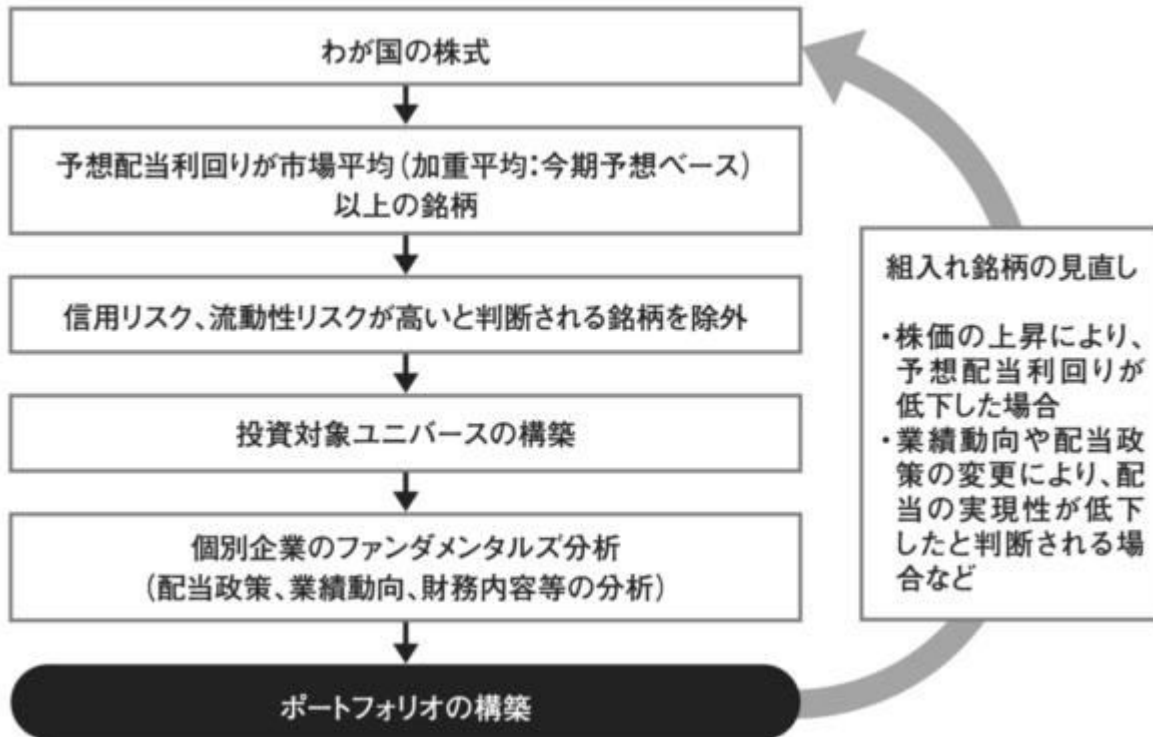 わが国の株式
予想配当利回りが市場平均(加重平均:今期予想ベース)
以上の銘柄
信用リスク、流動性リスクが高いと判断される銘柄を除外
投資対象ユニバースの構築
個別企業のファンダメンタルズ分析
(配当政策、業績動向、財務内容等の分析)
ポートフォリオの構築
組入れ銘柄の見直し
・株価の上昇により、
予想配当利回りが
低下した場合
・業績動向や配当政
策の変更により、配
当の実現性が低下
したと判断される場
合など